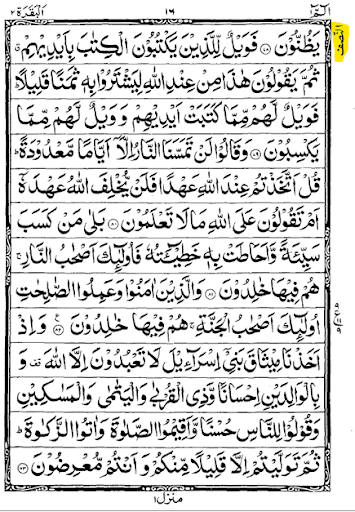 الٓمّٓ ١
١٦
البقرة ٢
النصف
يَظُنُّوْنَ ۝ فَوَيْلٌ لِّلَّذِيْنَ يَكْتُبُوْنَ الْكِتٰبَ بِاَيْدِيْهِمْ ۗ
ثُمَّ يَقُوْلُوْنَ هٰذَا مِنْ عِنْدِ اللّٰهِ لِيَشْتَرُوْا بِهٖ ثَمَنًا قَلِيْلًا ؕ
فَوَيْلٌ لَّهُمْ مِّمَّا كَتَبَتْ اَيْدِيْهِمْ وَ وَيْلٌ لَّهُمْ مِّمَّا
يَكْسِبُوْنَ ۝ وَقَالُوْا لَنْ تَمَسَّنَا النَّارُ اِلَّاۤ اَيَّامًا مَّعْدُوْدَةً ؕ
قُلْ اَتَّخَذْتُمْ عِنْدَ اللّٰهِ عَهْدًا فَلَنْ يُّخْلِفَ اللّٰهُ عَهْدَهٗۤ
اَمْ تَقُوْلُوْنَ عَلَى اللّٰهِ مَا لَا تَعْلَمُوْنَ ۝ بَلٰى مَنْ كَسَبَ
سَيِّئَةً وَّاَحَاطَتْ بِهٖ خَطِيْٓئَتُهٗ فَاُولٰٓئِكَ اَصْحٰبُ النَّارِ ۚ
هُمْ فِيْهَا خٰلِدُوْنَ ۝ وَالَّذِيْنَ اٰمَنُوْا وَعَمِلُوا الصّٰلِحٰتِ
اُولٰٓئِكَ اَصْحٰبُ الْجَنَّةِ ۚ هُمْ فِيْهَا خٰلِدُوْنَ ۝ وَاِذْ
اَخَذْنَا مِيْثَاقَ بَنِيْۤ اِسْرَآءِيْلَ لَا تَعْبُدُوْنَ اِلَّا اللّٰهَ ۫ وَ
بِالْوَالِدَيْنِ اِحْسَانًا وَّذِى الْقُرْبٰى وَالْيَتٰمٰى وَالْمَسٰكِيْنِ
وَقُوْلُوْا لِلنَّاسِ حُسْنًا وَّاَقِيْمُوا الصَّلٰوةَ وَاٰتُوا الزَّكٰوةَ ؕ
ثُمَّ تَوَلَّيْتُمْ اِلَّا قَلِيْلًا مِّنْكُمْ وَاَنْتُمْ مُّعْرِضُوْنَ ۝
منزل ١